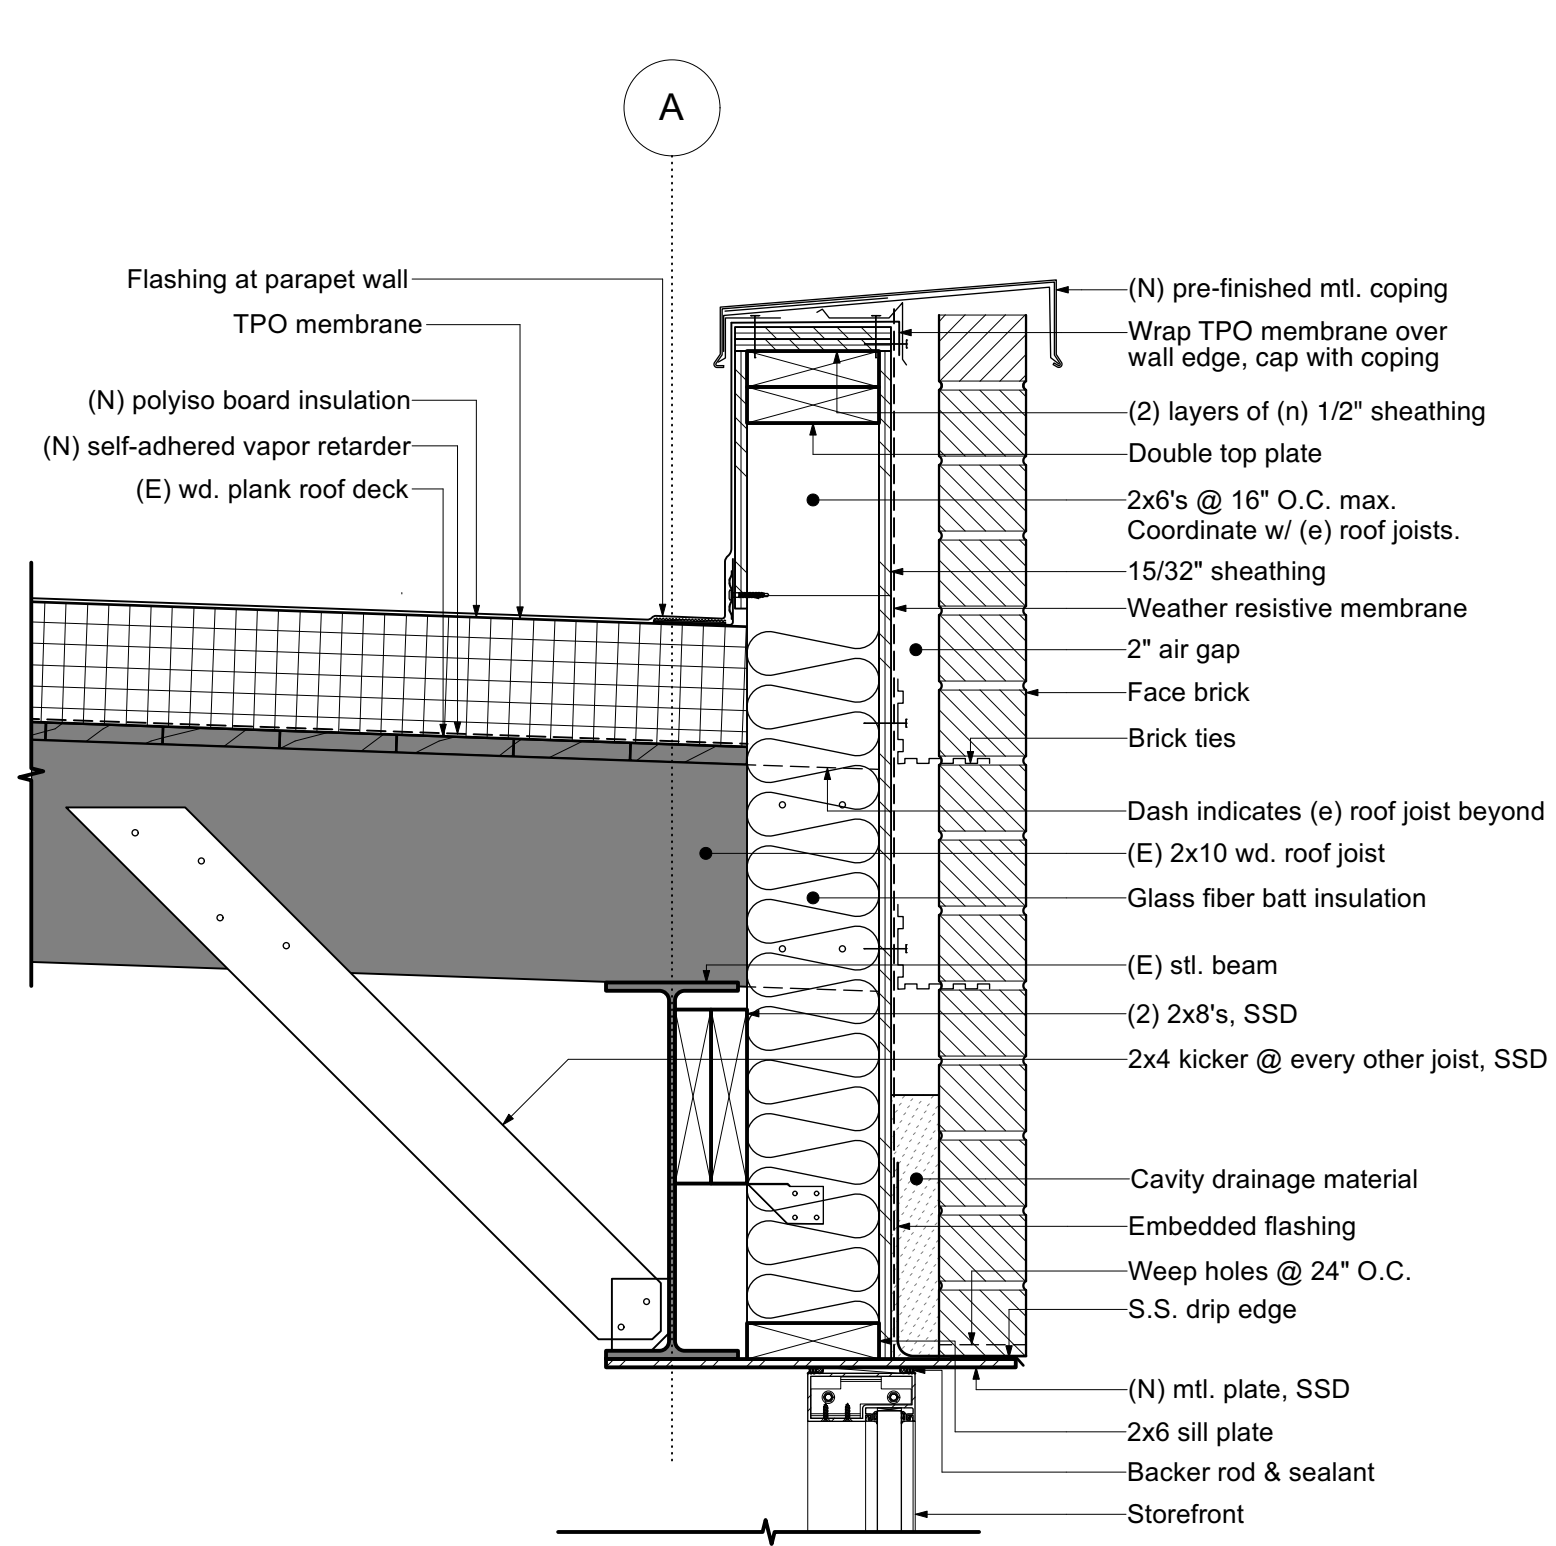 A
Flashing at parapet wall
TPO membrane
(N) polyiso board insulation
(N) self-adhered vapor retarder
(E) wd. plank roof deck
(N) pre-finished mtl. coping
Wrap TPO membrane over
wall edge, cap with coping
(2) layers of (n) 1/2" sheathing
Double top plate
2x6's @ 16" O.C. max.
Coordinate w/ (e) roof joists.
15/32" sheathing
Weather resistive membrane
2" air gap
Face brick
Brick ties
Dash indicates (e) roof joist beyond
(E) 2x10 wd. roof joist
Glass fiber batt insulation
(E) stl. beam
(2) 2x8's, SSD
2x4 kicker @ every other joist, SSD
Cavity drainage material
Embedded flashing
Weep holes @ 24" O.C.
S.S. drip edge
(N) mtl. plate, SSD
2x6 sill plate
Backer rod & sealant
Storefront